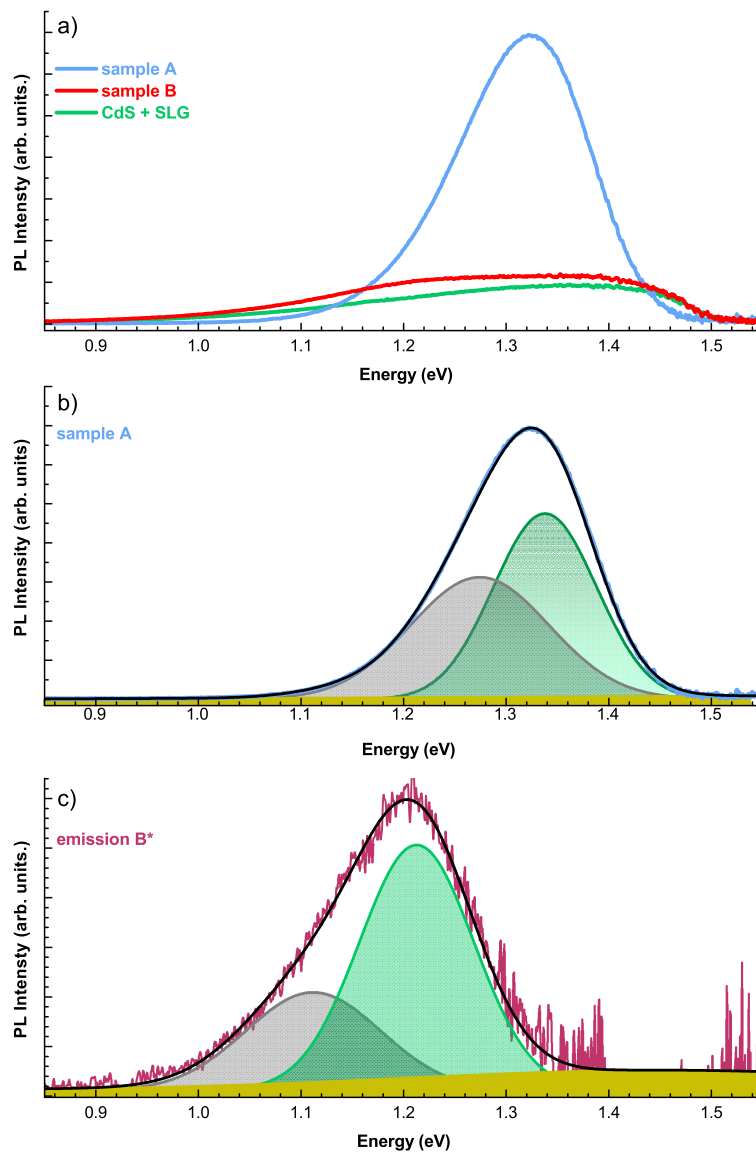 a)
sample A
sample B
CdS + SLG
PL Intensty (arb. units.)
0.9 1.0 1.1 1.2 1.3 1.4 1.5
Energy (eV)
b)
sample A
PL Intensity (arb. units)
0.9 1.0 1.1 1.2 1.3 1.4 1.5
Energy (eV)
c)
emission B*
PL Intensty (arb. units.)
0.9 1.0 1.1 1.2 1.3 1.4 1.5
Energy (eV)